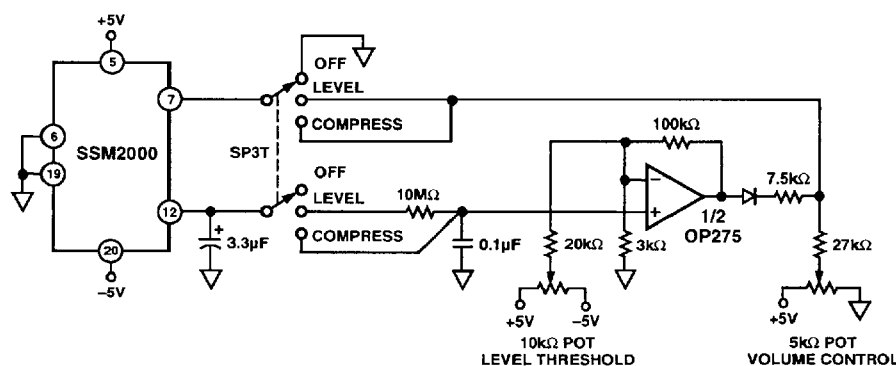 +5V
5
OFF
LEVEL
7
COMPRESS
6
SSM2000
SP3T
100kΩ
19
OFF
LEVEL
10MΩ
−
+
7.5kΩ
12
COMPRESS
1/2
OP275
+
3.3μF
0.1μF
20kΩ
3kΩ
27kΩ
20
−5V
+5V
−5V
+5V
10kΩ POT
LEVEL THRESHOLD
5kΩ POT
VOLUME CONTROL